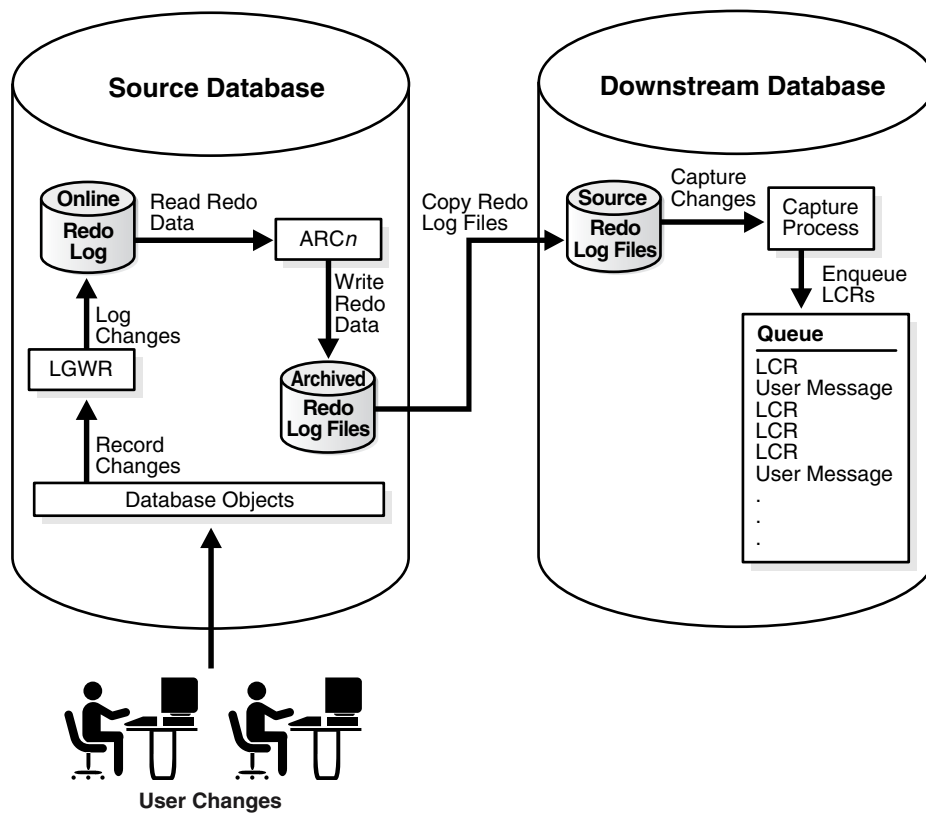 Source Database
Online
Redo
Log
Read Redo
Data
ARCn
Write
Redo
Data
Log
Changes
LGWR
Archived
Redo
Log Files
Record
Changes
Database Objects
User Changes
Copy Redo
Log Files
Downstream Database
Source
Redo
Log Files
Capture
Changes
Capture
Process
Enqueue
LCRs
Queue
LCR
User Message
LCR
LCR
LCR
User Message
.
.
.